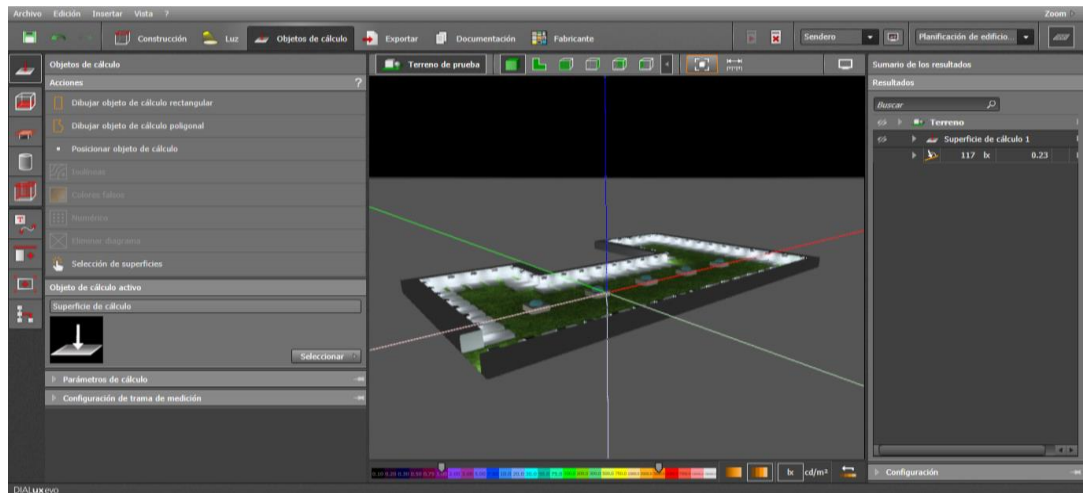 Archivo Edición Insertar Vista ? Zoom
Construcción Luz Objetos de cálculo Exportar Documentación Fabricante Sendero Planificación de edificio...
Objetos de cálculo
Acciones ?
Dibujar objeto de cálculo rectangular
Dibujar objeto de cálculo poligonal
Posicionar objeto de cálculo
Isolíneas
Colores falsos
Numérico
Eliminar diagrama
Selección de superficies
Objeto de cálculo activo
Superficie de cálculo
Seleccionar
Parámetros de cálculo
Configuración de trama de medición
Terreno de prueba
lx cd/m²
Sumario de los resultados
Resultados
Buscar
Terreno
Superficie de cálculo 1
117 lx 0.23
Configuración
DIALux evo